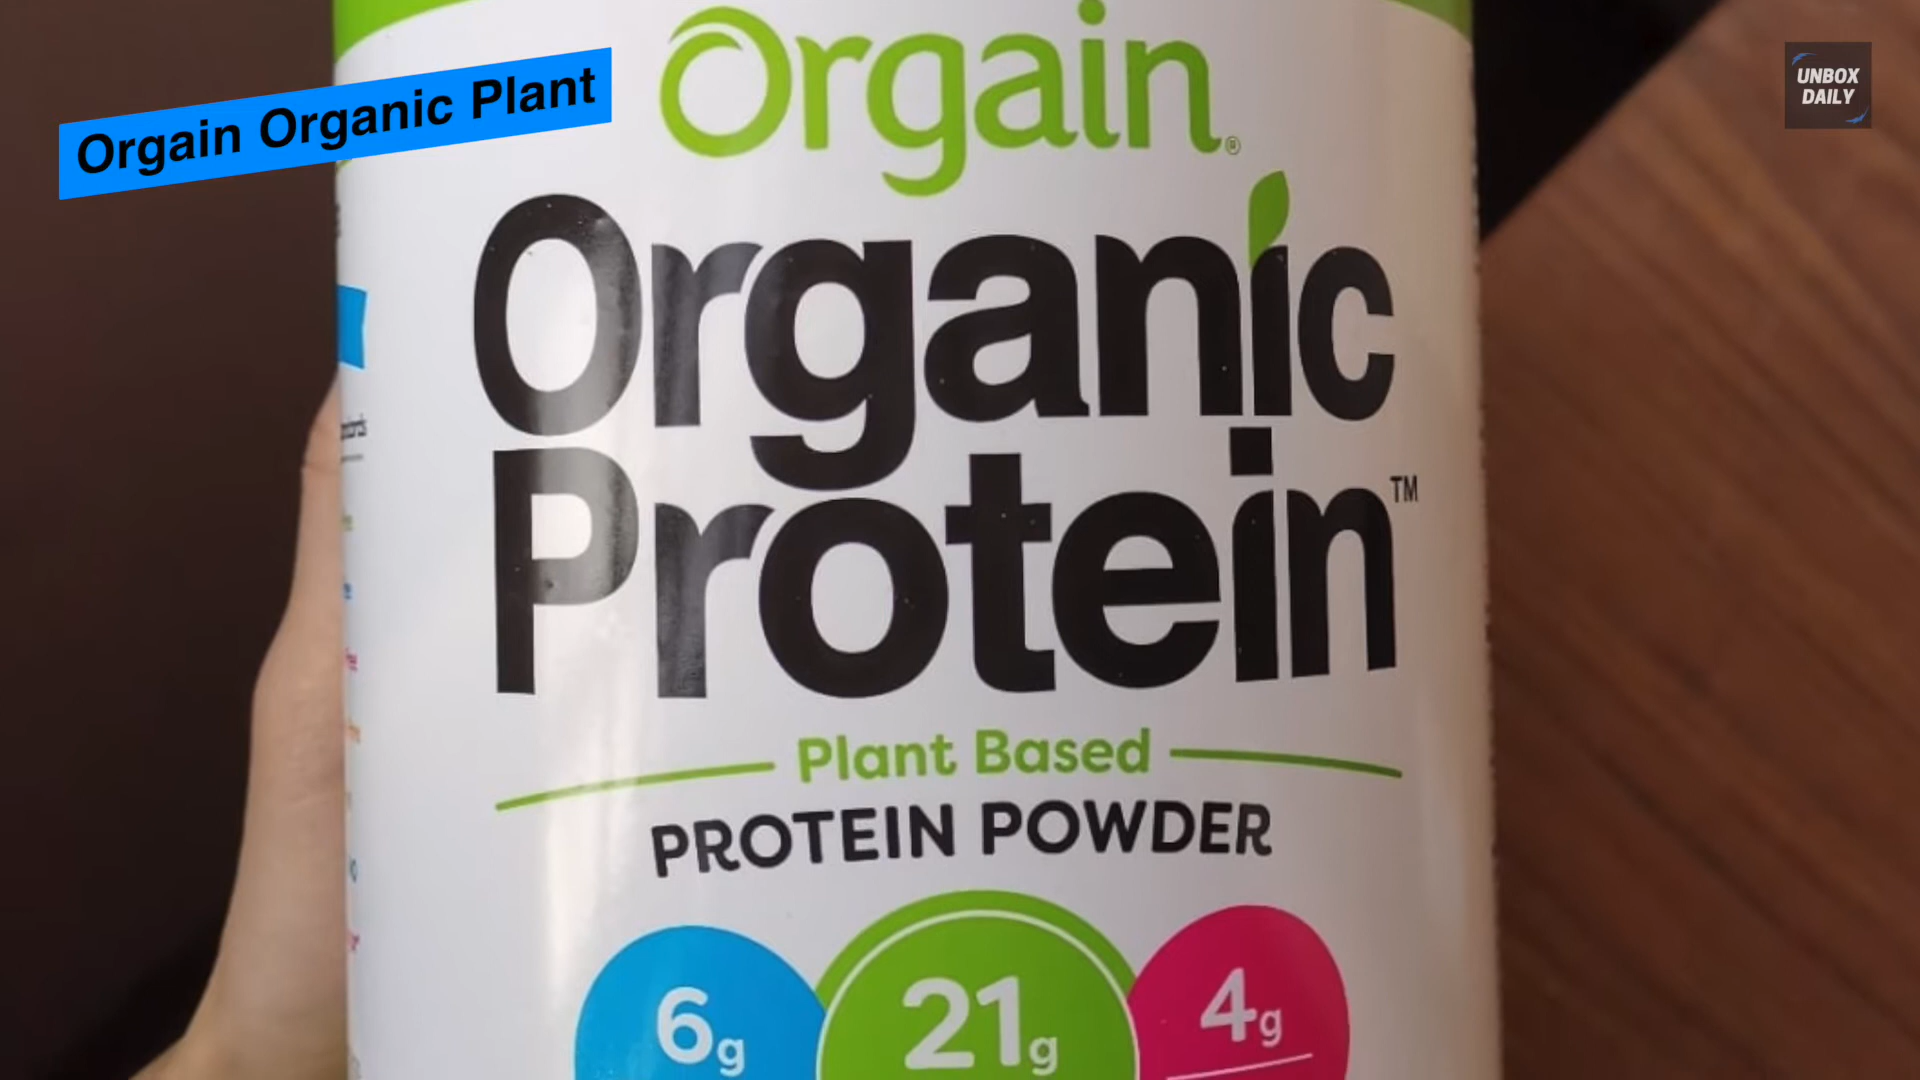 Orgain Organic Plant
UNBOX
DAILY
Orgain®
Organic
Protein™
Plant Based
PROTEIN POWDER
6g
21g
4g